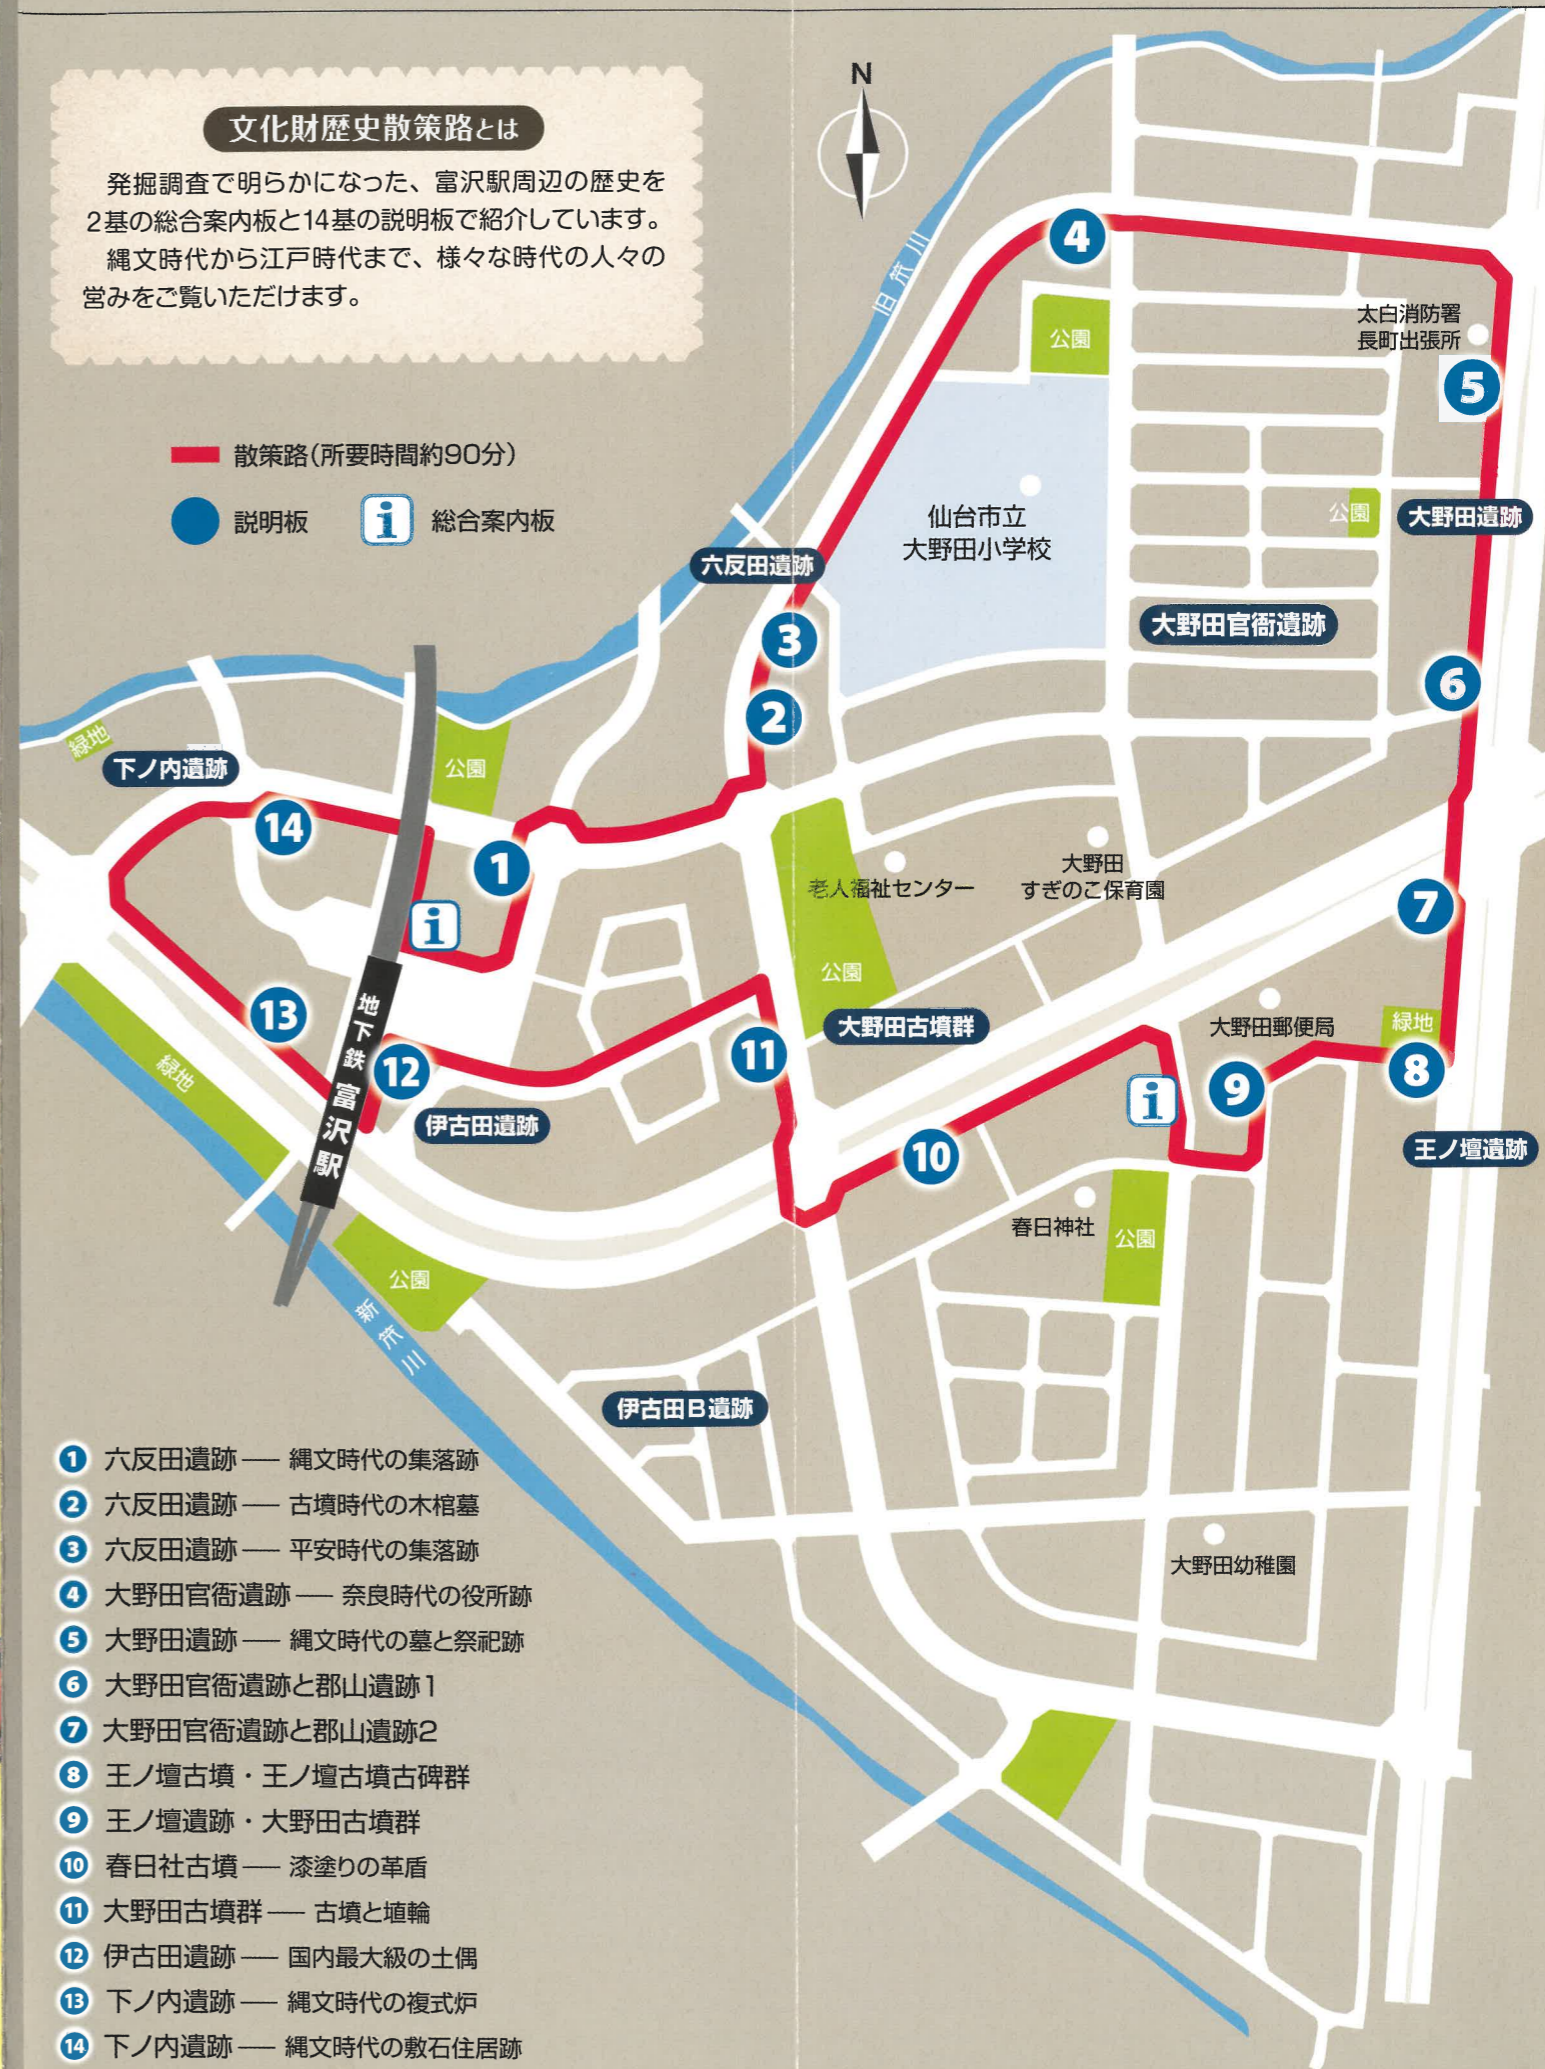 文化財歴史散策路とは
発掘調査で明らかになった、富沢駅周辺の歴史を
2基の総合案内板と14基の説明板で紹介しています。
縄文時代から江戸時代まで、様々な時代の人々の
営みをご覧いただけます。
N
散策路(所要時間約90分)
説明板
i 総合案内板
旧笊川
4
公園
太白消防署
長町出張所
5
仙台市立
大野田小学校
公園
大野田遺跡
六反田遺跡
大野田官衙遺跡
3
6
2
緑地
下ノ内遺跡
公園
14
1
老人福祉センター
大野田
すぎのこ保育園
7
i
公園
13
地下鉄富沢駅
12
11
大野田古墳群
大野田郵便局
緑地
8
9
i
緑地
伊古田遺跡
10
王ノ壇遺跡
春日神社
公園
公園
新笊川
伊古田B遺跡
大野田幼稚園
1 六反田遺跡 — 縄文時代の集落跡
2 六反田遺跡 — 古墳時代の木棺墓
3 六反田遺跡 — 平安時代の集落跡
4 大野田官衙遺跡 — 奈良時代の役所跡
5 大野田遺跡 — 縄文時代の墓と祭祀跡
6 大野田官衙遺跡と郡山遺跡1
7 大野田官衙遺跡と郡山遺跡2
8 王ノ壇古墳・王ノ壇古墳古碑群
9 王ノ壇遺跡・大野田古墳群
10 春日社古墳 — 漆塗りの革盾
11 大野田古墳群 — 古墳と埴輪
12 伊古田遺跡 — 国内最大級の土偶
13 下ノ内遺跡 — 縄文時代の複式炉
14 下ノ内遺跡 — 縄文時代の敷石住居跡